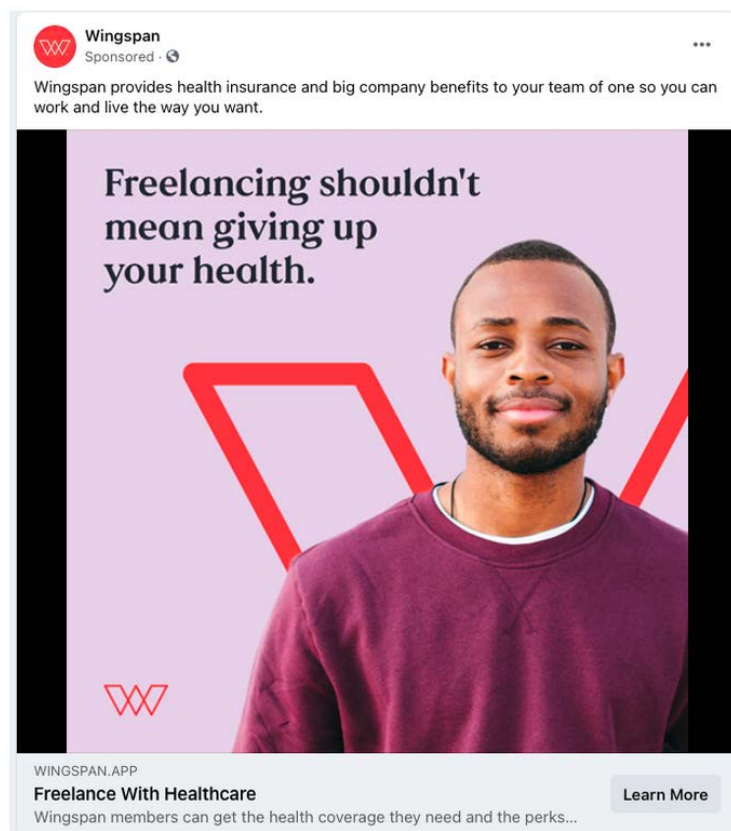 Wingspan
Sponsored ·
Wingspan provides health insurance and big company benefits to your team of one so you can
work and live the way you want.
Freelancing shouldn't
mean giving up
your health.
WINGSPAN.APP
Freelance With Healthcare
Learn More
Wingspan members can get the health coverage they need and the perks...